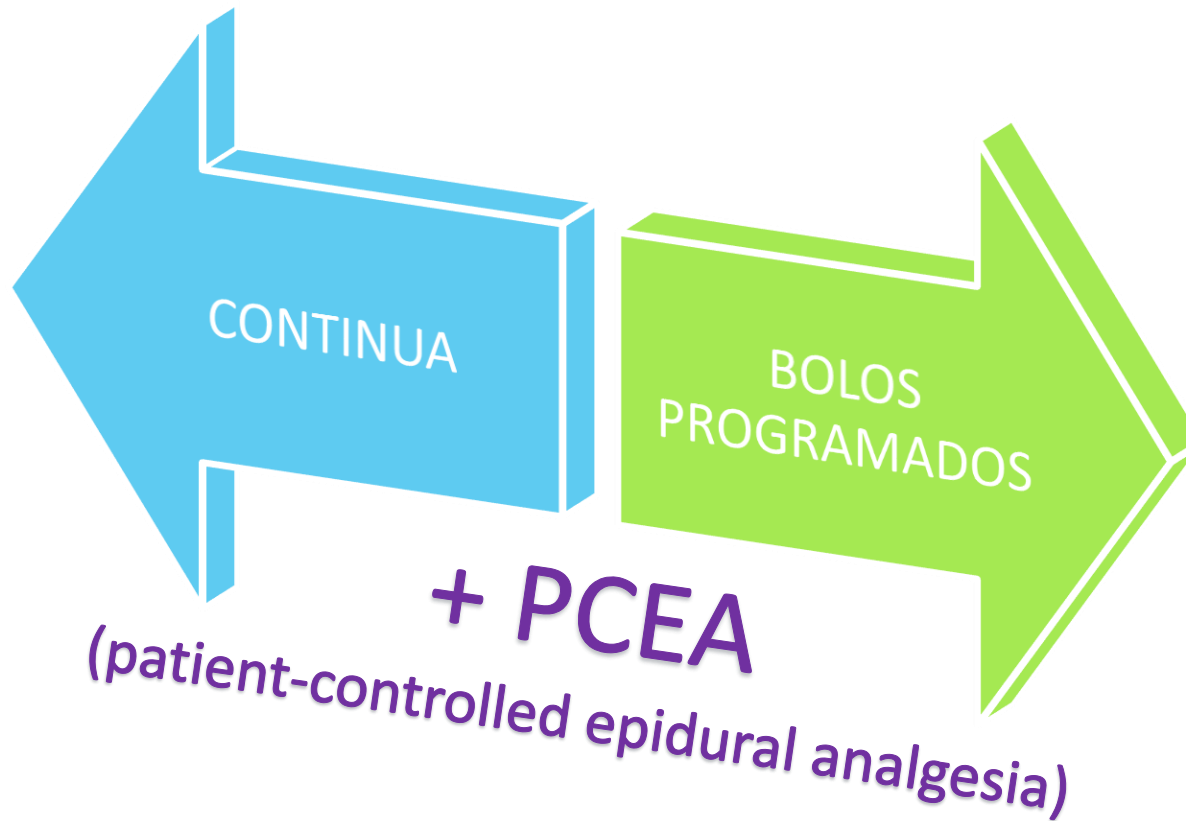 CONTINUA
BOLOS
PROGRAMADOS
+ PCEA
(patient-controlled epidural analgesia)